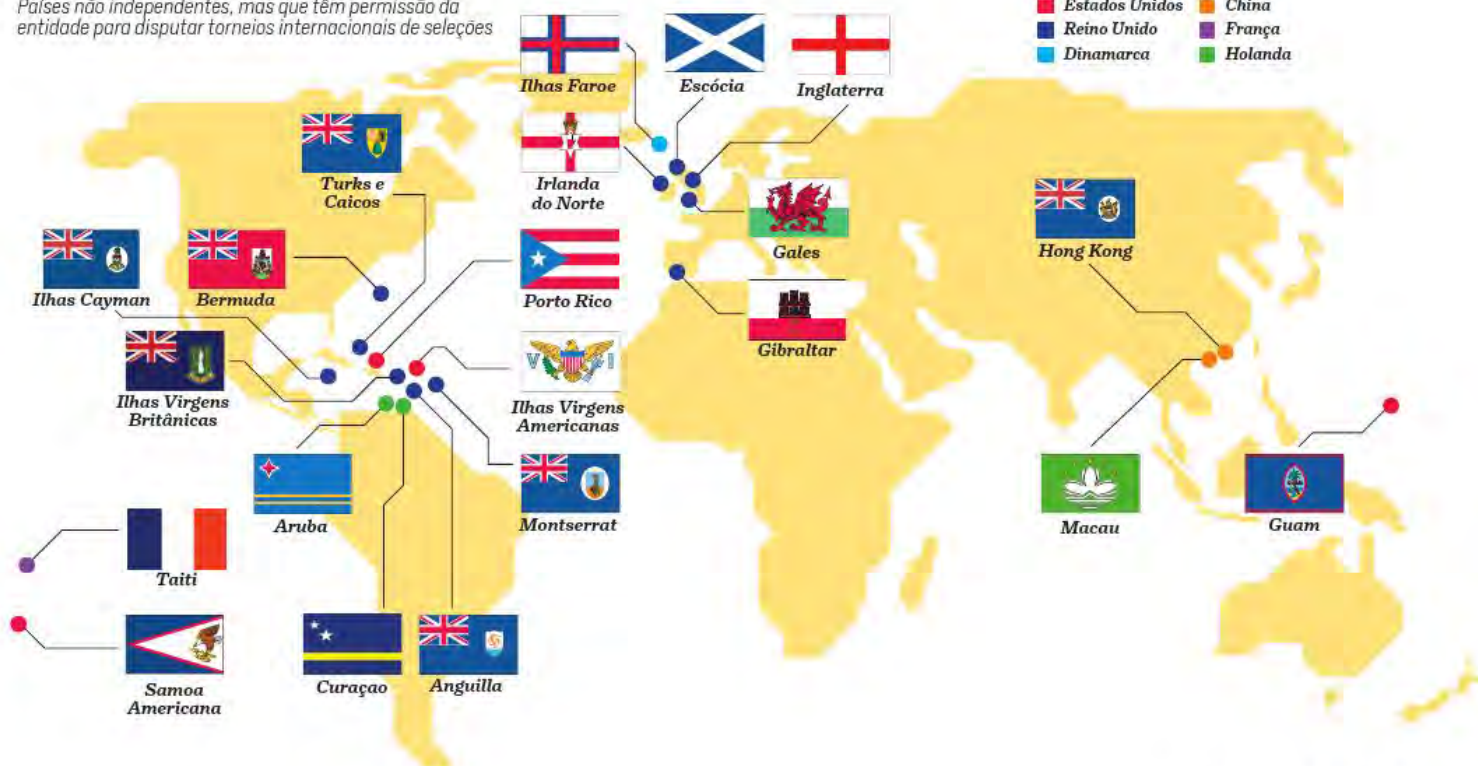 Países não independentes, mas que têm permissão da
entidade para disputar torneios internacionais de seleções
Estados Unidos
China
Reino Unido
França
Dinamarca
Holanda
Ilhas Faroe
Escócia
Inglaterra
Turks e
Caicos
Irlanda
do Norte
Gales
Hong Kong
Ilhas Cayman
Bermuda
Porto Rico
Gibraltar
Ilhas Virgens
Britânicas
V I
Ilhas Virgens
Americanas
Aruba
Montserrat
Macau
Guam
Taiti
Samoa
Americana
Curaçao
Anguilla